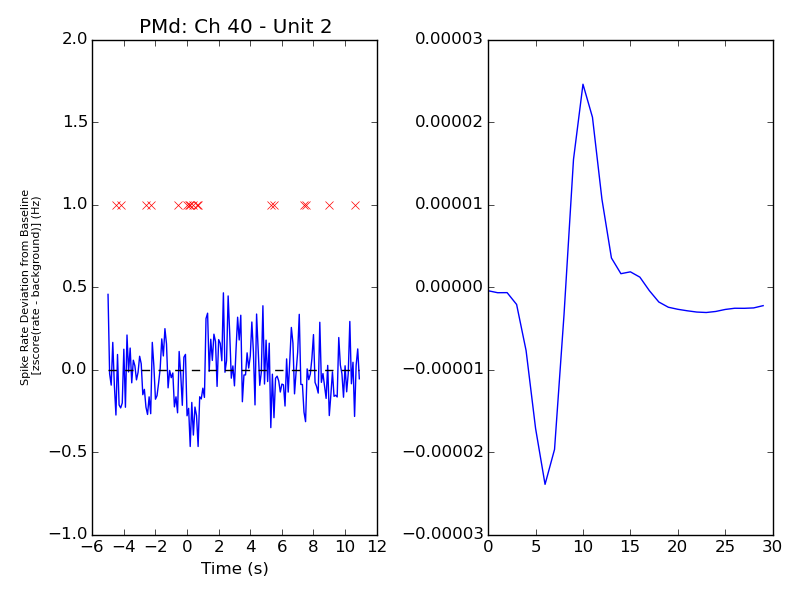 PMd: Ch 40 - Unit 2
2.0
1.5
1.0
0.5
0.0
−0.5
−1.0
Spike Rate Deviation from Baseline
[zscore(rate - background)] (Hz)
−6 −4 −2 0 2 4 6 8 10 12
Time (s)
0.00003
0.00002
0.00001
0.00000
−0.00001
−0.00002
−0.00003
0 5 10 15 20 25 30